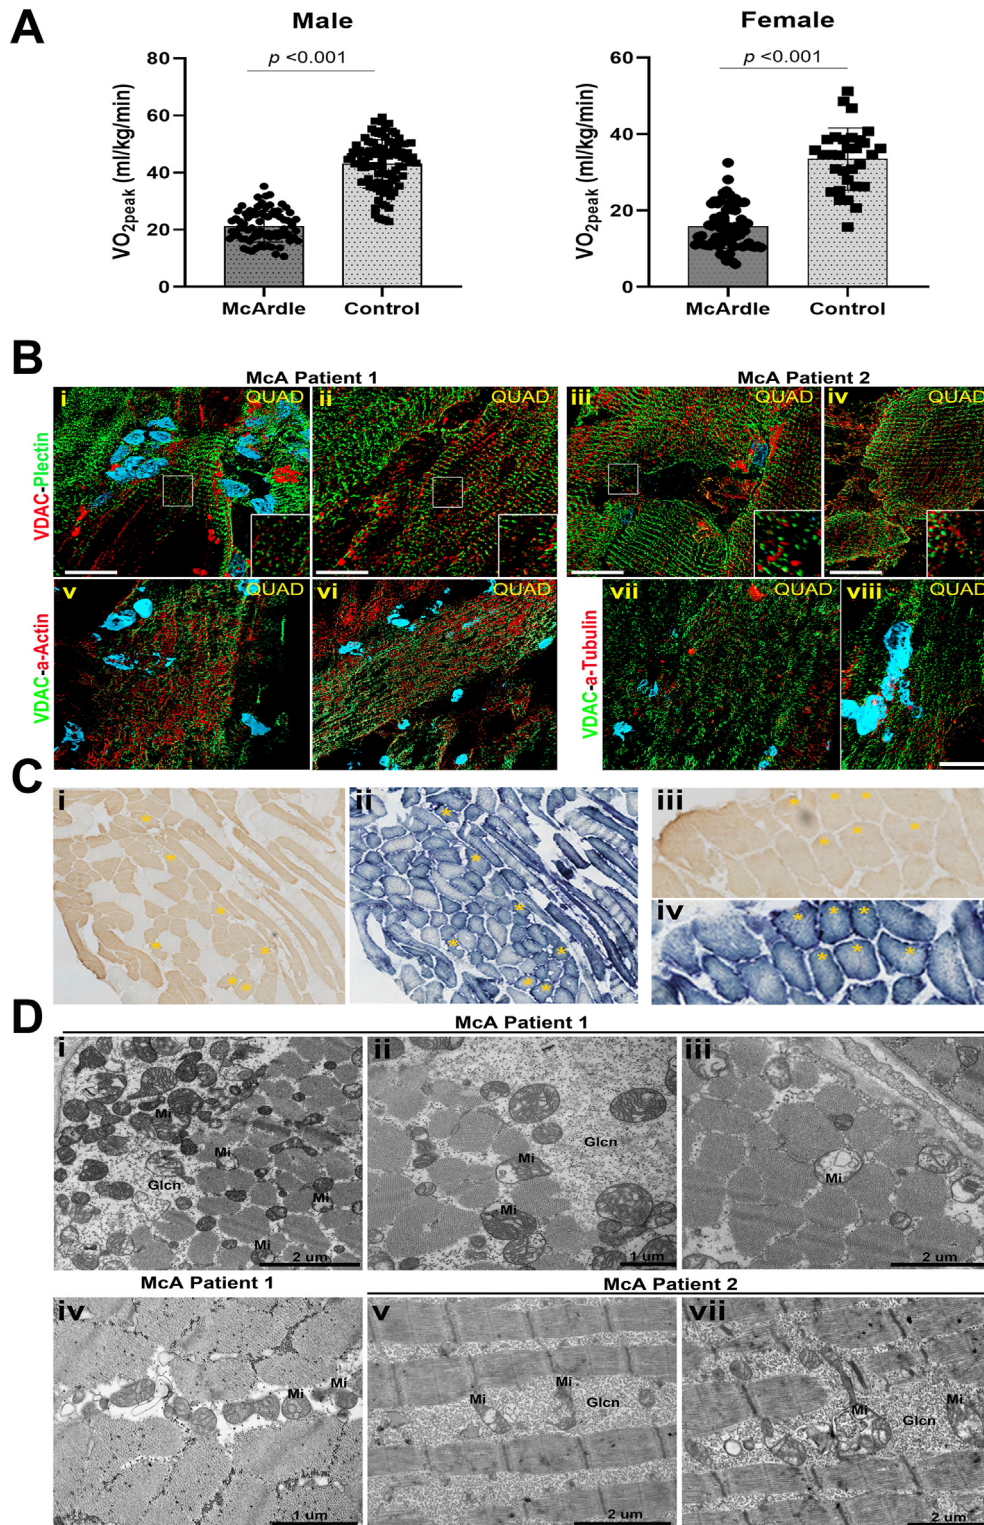 A
Male
Female
p <0.001
p <0.001
VO2peak (ml/kg/min)
80
60
40
20
0
McArdle
Control
VO2peak (ml/kg/min)
60
40
20
0
McArdle
Control
B
McA Patient 1
McA Patient 2
VDAC-Plectin
i
QUAD
ii
QUAD
iii
QUAD
iv
QUAD
VDAC-a-Actin
v
QUAD
vi
QUAD
VDAC-a-Tubulin
vii
QUAD
viii
QUAD
C
i
ii
iii
iv
D
McA Patient 1
i
Mi
Mi
Glcn
Mi
Mi
2 um
ii
Glcn
Mi
Mi
1 um
iii
Mi
2 um
McA Patient 1
McA Patient 2
iv
Mi
Mi
1 um
v
Mi
Mi
Glcn
2 um
vii
Mi
Mi
Glcn
2 um